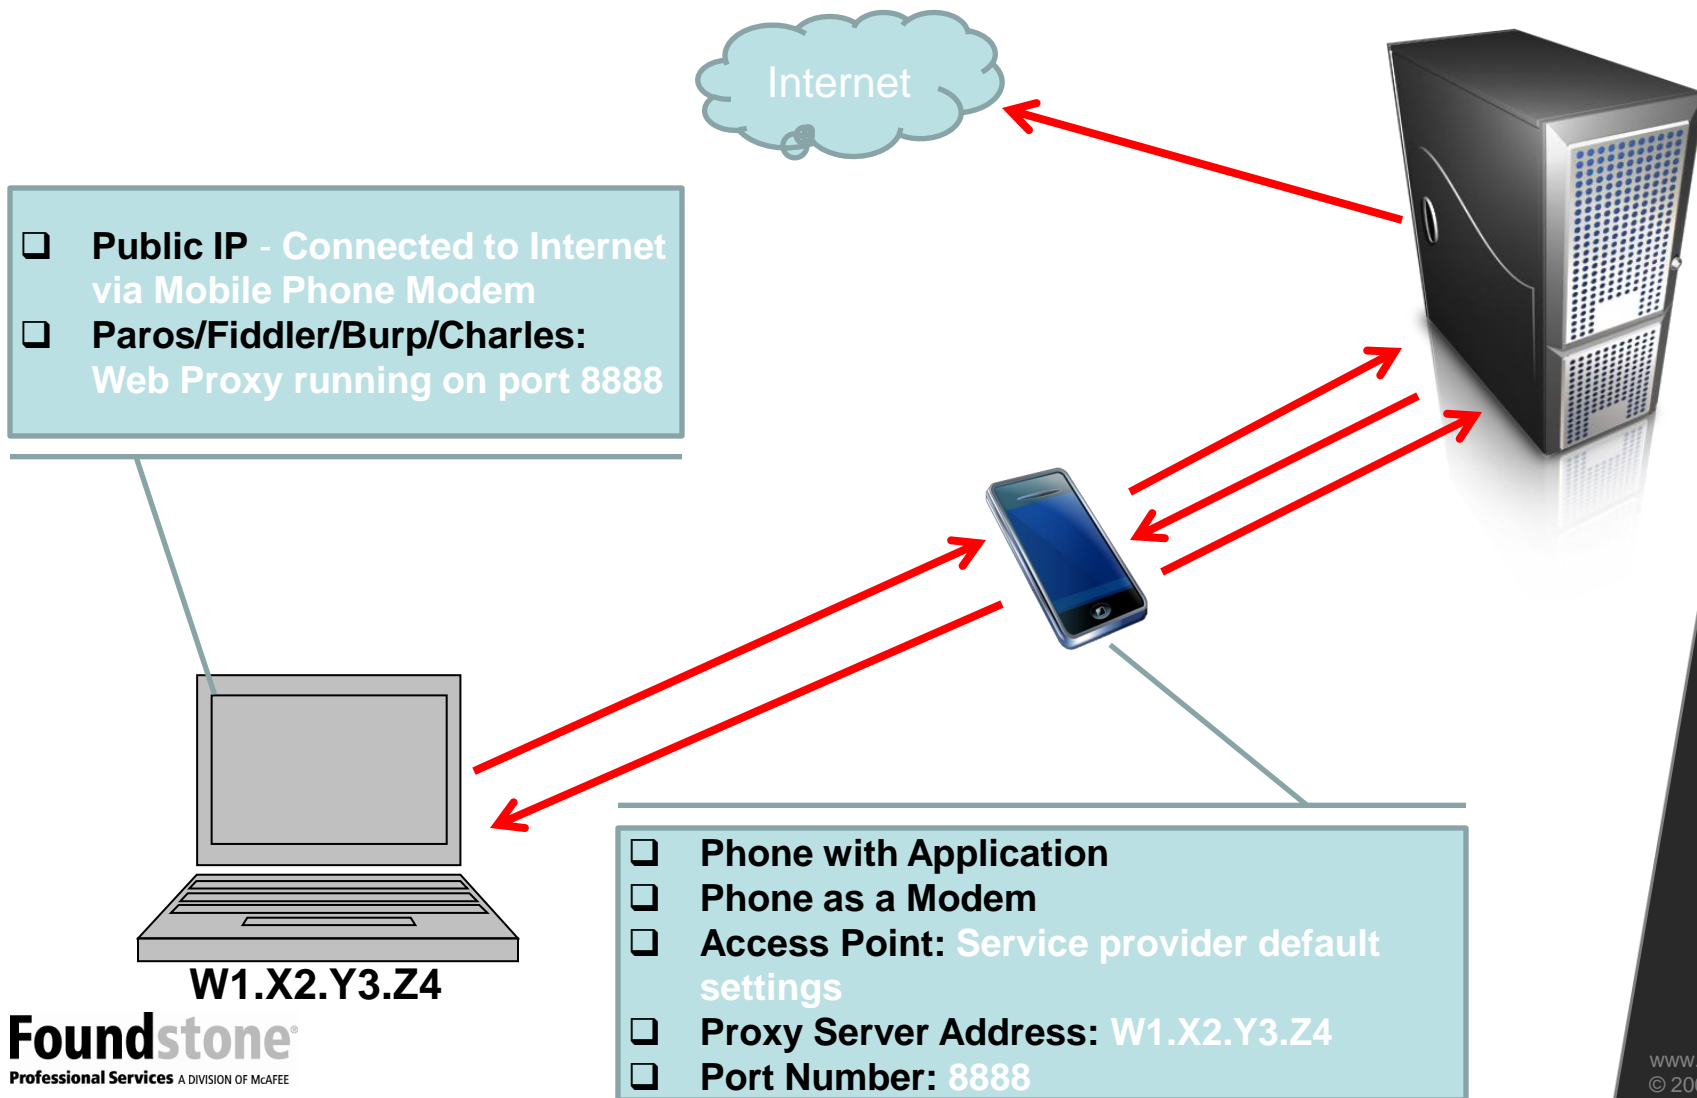 Internet
❑ Public IP - Connected to Internet
via Mobile Phone Modem
❑ Paros/Fiddler/Burp/Charles:
Web Proxy running on port 8888
W1.X2.Y3.Z4
❑ Phone with Application
❑ Phone as a Modem
❑ Access Point: Service provider default
settings
❑ Proxy Server Address: W1.X2.Y3.Z4
❑ Port Number: 8888
Foundstone®
Professional Services A DIVISION OF McAFEE
www.
© 200